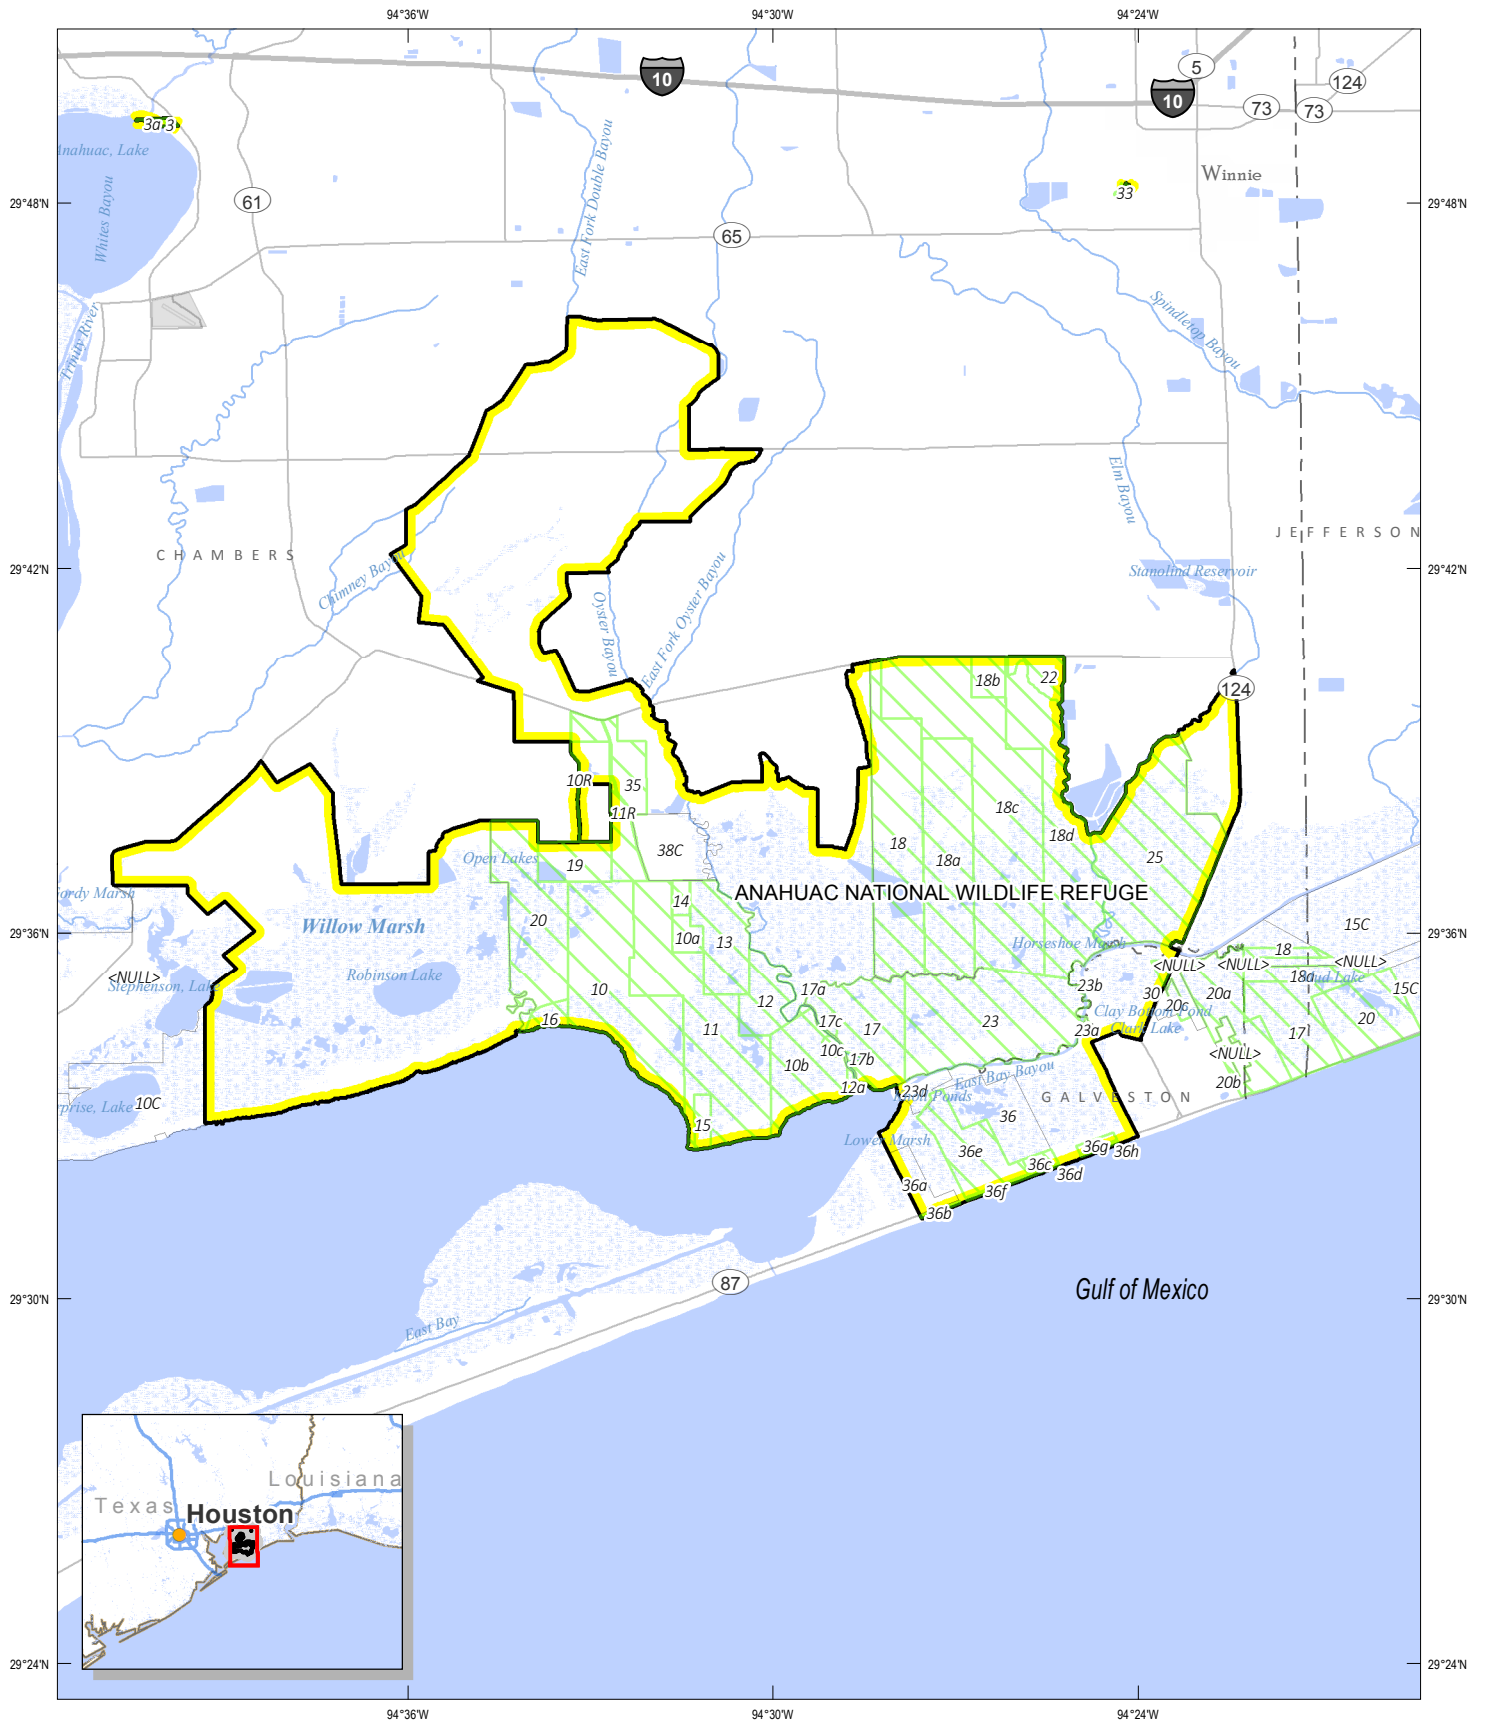 94°36'W
94°30'W
94°24'W
5
10
10
124
73
73
3a
3
Anahuac, Lake
Winnie
33
29°48'N
61
29°48'N
Whites Bayou
East Fork Double Bayou
65
Spindletop Bayou
Trinity River
Elm Bayou
JEFFERSON
CHAMBERS
29°42'N
Chimney Bayou
Oyster Bayou
East Fork Oyster Bayou
Stanolind Reservoir
29°42'N
18b
22
124
10R
35
11R
18c
18
18d
38C
18a
25
Open Lakes
19
ANAHUAC NATIONAL WILDLIFE REFUGE
ordy Marsh
14
20
Willow Marsh
29°36'N
10a
13
Horseshoe Marsh
15C
29°36'N
18
<NULL>
<NULL>
<NULL>
<NULL>
Robinson Lake
Stephenson, Lake
18a
ud Lake
10
17a
12
23b
30
20c
20a
15C
16
11
17c
17
23
Clay Bottom Pond
Clark Lake
23a
17
20
10c
17b
10b
<NULL>
East Bay Bayou
12a
23d
Ponds
20b
GALVESTON
rprise, Lake
10C
15
36
Lower Marsh
36e
36g
36h
36c
36d
36a
36f
36b
87
Gulf of Mexico
29°30'N
29°30'N
East Bay
Louisiana
Texas
Houston
29°24'N
29°24'N
94°36'W
94°30'W
94°24'W